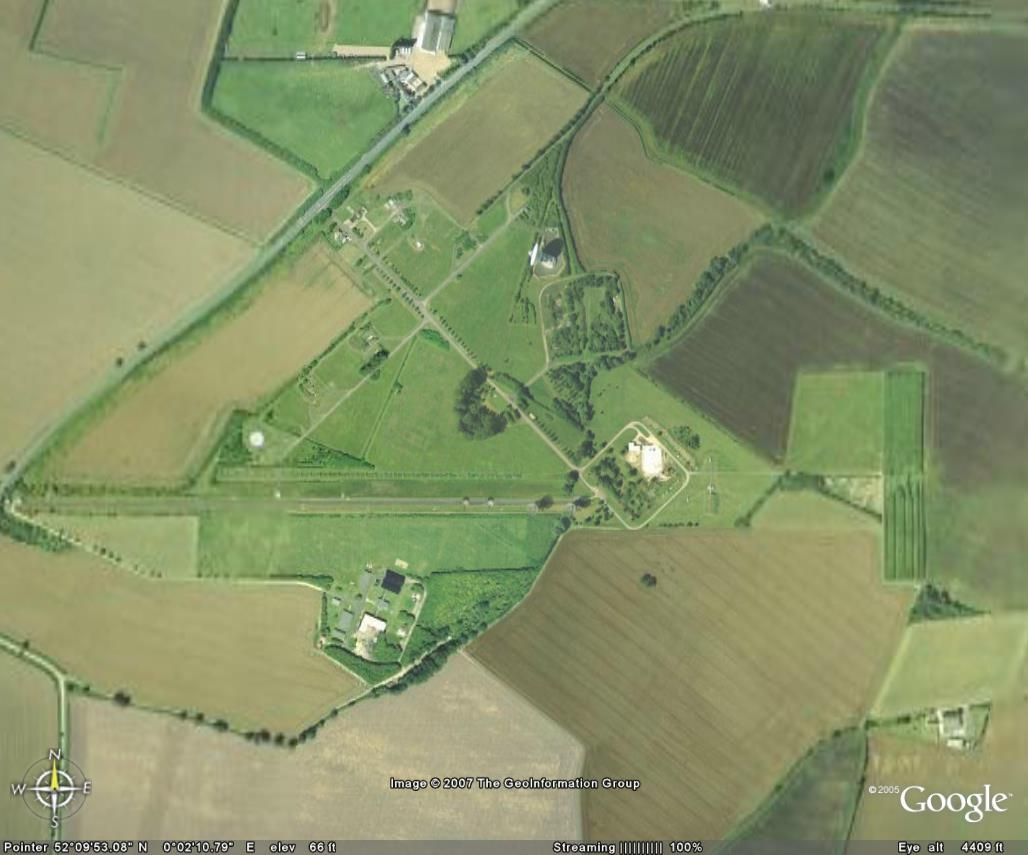 N
W E
S
Image © 2007 The GeoInformation Group
© 2005 Google™
Pointer 52°09'53.08" N 0°02'10.79" E elev 66 ft Streaming |||||||||| 100% Eye alt 4409 ft